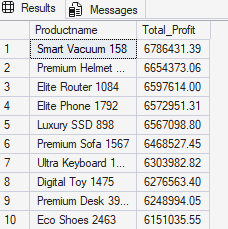 Results Messages
Productname Total_Profit
1 Smart Vacuum 158 6786431.39
2 Premium Helmet ... 6654373.06
3 Elite Router 1084 6597614.00
4 Elite Phone 1792 6572951.31
5 Luxury SSD 898 6567098.80
6 Premium Sofa 1567 6468527.45
7 Ultra Keyboard 1... 6303982.82
8 Digital Toy 1475 6276563.40
9 Premium Desk 39... 6248994.05
10 Eco Shoes 2463 6151035.55